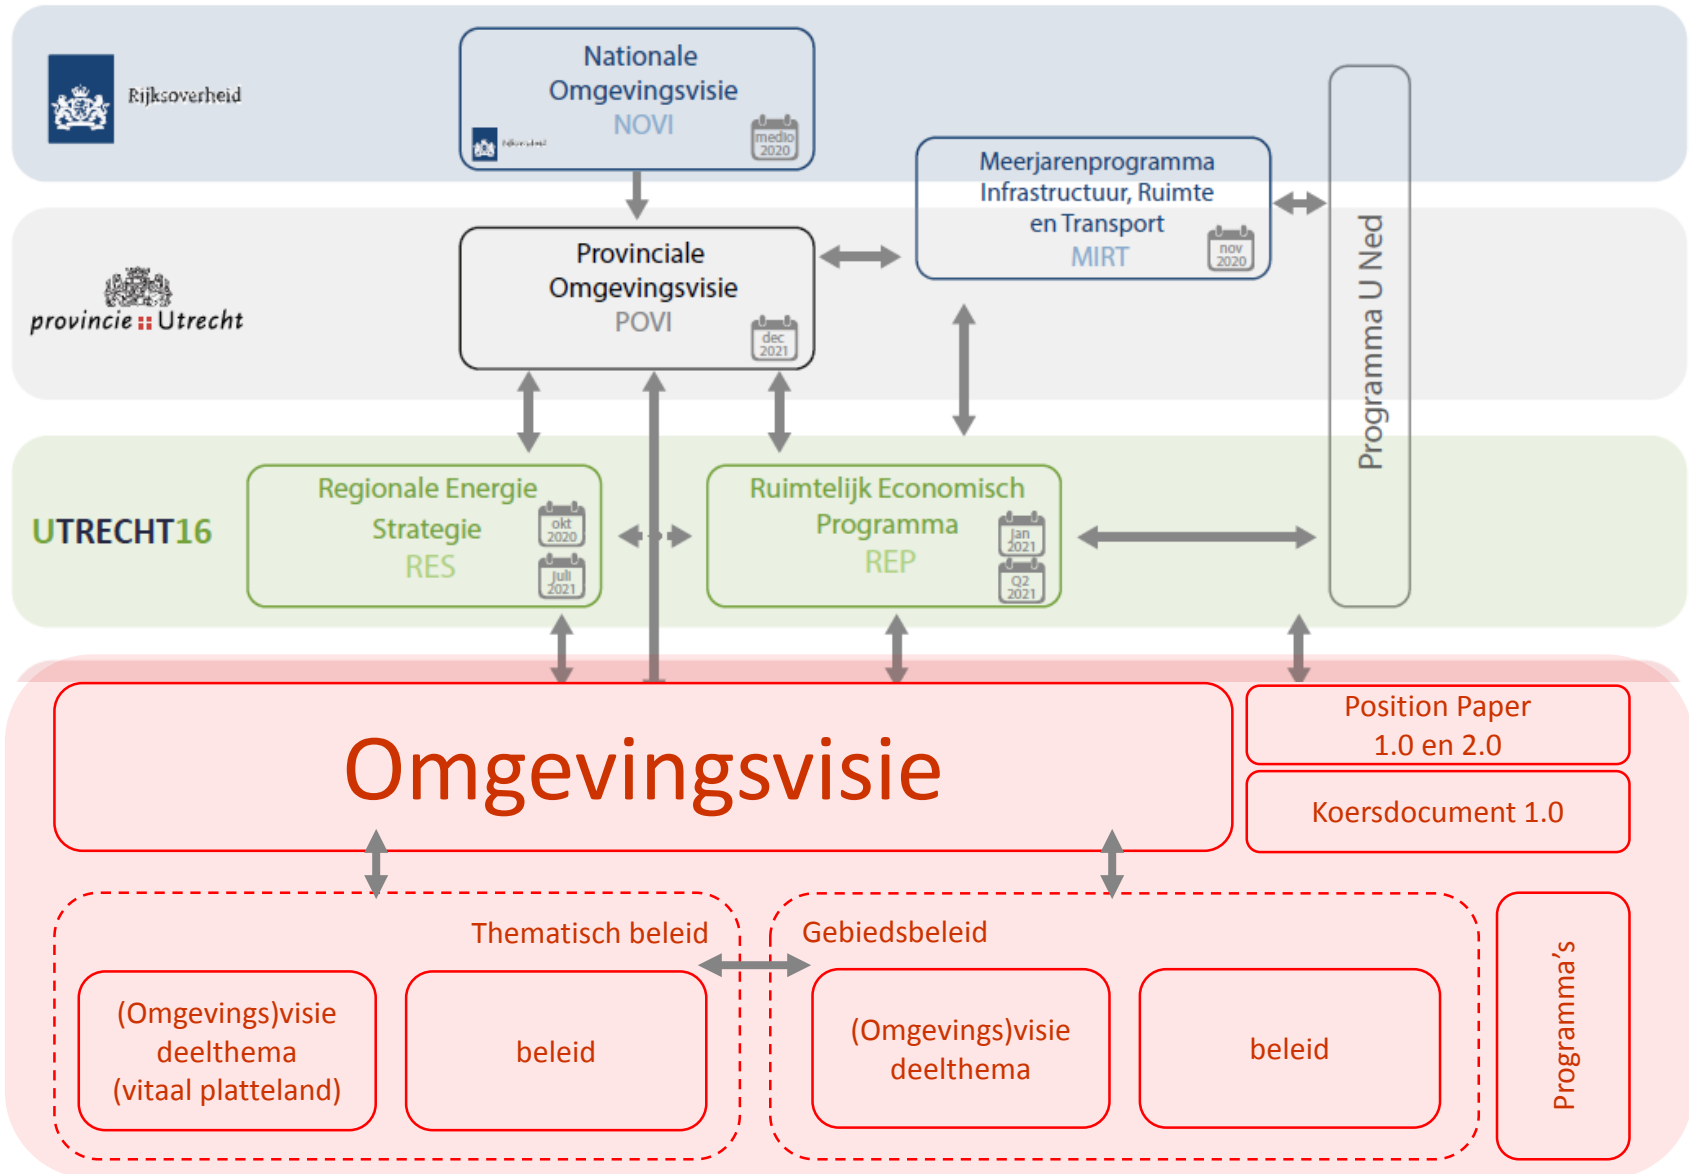 Rijksoverheid
Nationale
Omgevingsvisie
NOVI
medio
2020
Meerjarenprogramma
Infrastructuur, Ruimte
en Transport
MIRT
nov
2020
Programma U Ned
provincie Utrecht
Provinciale
Omgevingsvisie
POVI
dec
2021
UTRECHT16
Regionale Energie
Strategie
RES
okt
2020
Juli
2021
Ruimtelijk Economisch
Programma
REP
Jan
2021
Q2
2021
Omgevingsvisie
Position Paper
1.0 en 2.0
Koersdocument 1.0
Thematisch beleid
(Omgevings)visie
deelthema
(vitaal platteland)
beleid
Gebiedsbeleid
(Omgevings)visie
deelthema
beleid
Programma's